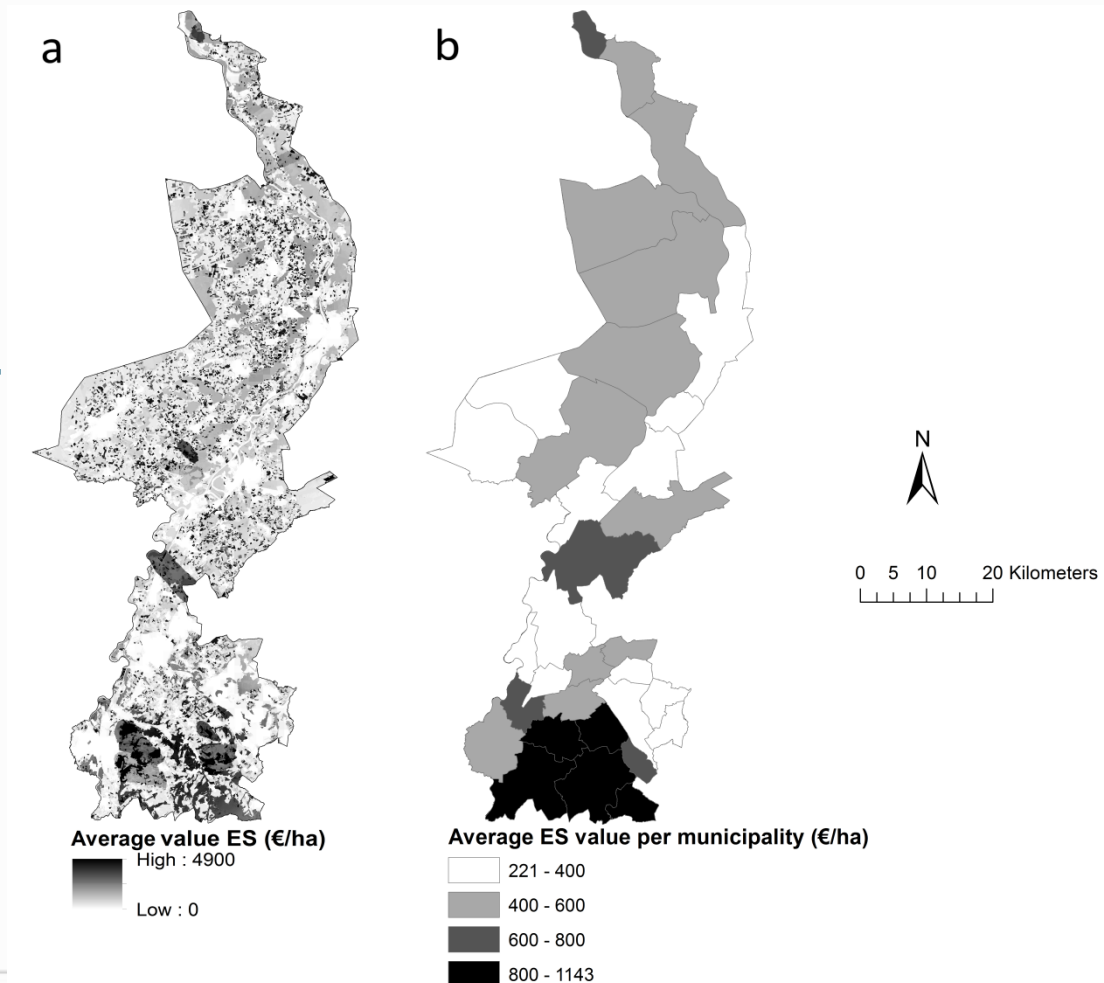 a
b
N
0 5 10 20 Kilometers
Average value ES (€/ha)
High : 4900
Low : 0
Average ES value per municipality (€/ha)
221 - 400
400 - 600
600 - 800
800 - 1143